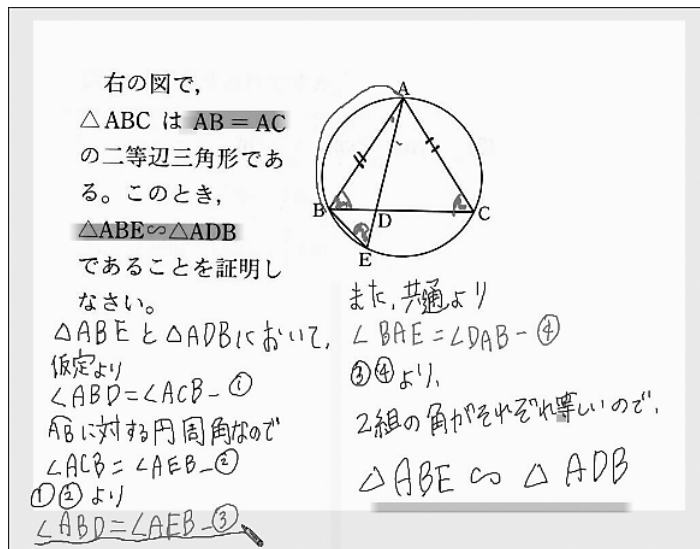 右の図で，
△ABC は AB = AC
の二等辺三角形であ
る。このとき，
△ABE∽△ADB
であることを証明し
なさい。
A
B
D
C
E
△ABEと△ADBにおいて，
仮定より
∠ABD=∠ACB-①
ABに対する円周角なので
∠ACB=∠AEB-②
①②より
∠ABD=∠AEB-③
また，共通より
∠BAE=∠DAB-④
③④より，
2組の角がそれぞれ等しいので，
△ABE∽△ADB